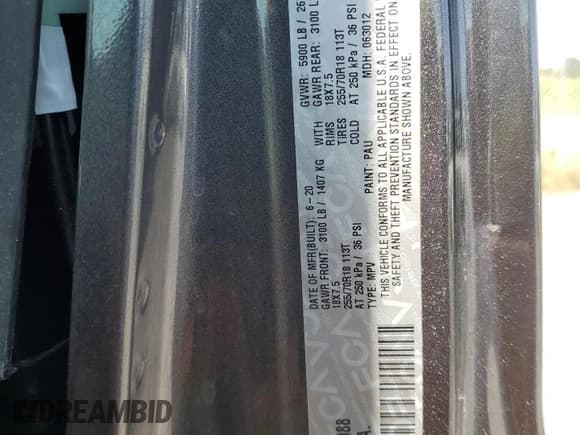 DATE OF MFR(BUILT): 6-20 GVWR: 5900 LB / 26
GAWR FRONT: 3100 LB / 1407 KG WITH GAWR REAR: 3100 L
18X7.5 RIMS 18X7.5
255/70R18 113T TIRES 255/70R18 113T
AT 250 kPa / 36 PSI COLD AT 250 kPa / 36 PSI
TYPE: MPV PAINT: PAU MDH: 063012
THIS VEHICLE CONFORMS TO ALL APPLICABLE U.S.A. FEDERAL
SAFETY AND THEFT PREVENTION STANDARDS IN EFFECT ON
MANUFACTURE SHOWN ABOVE.
DREAMBID